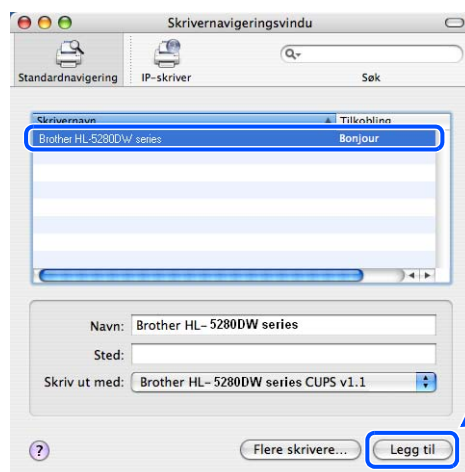 Skrivernavigeringsvindu
Standardnavigering IP-skriver Søk
Skrivernavn Tilkobling
Brother HL-5280DW series Bonjour
Navn: Brother HL-5280DW series
Sted:
Skriv ut med: Brother HL-5280DW series CUPS v1.1
? Flere skrivere... Legg til